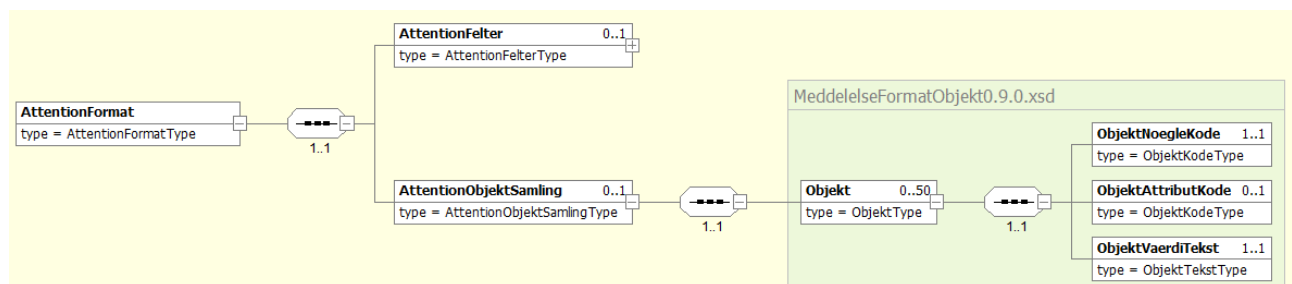 AttentionFelter 0..1
type = AttentionFelterType
MeddelelseFormatObjekt0.9.0.xsd
AttentionFormat
type = AttentionFormatType
1..1
AttentionObjektSamling 0..1
type = AttentionObjektSamlingType
1..1
Objekt 0..50
type = ObjektType
1..1
ObjektNoegleKode 1..1
type = ObjektKodeType
ObjektAttributKode 0..1
type = ObjektKodeType
ObjektVaerdiTekst 1..1
type = ObjektTekstType